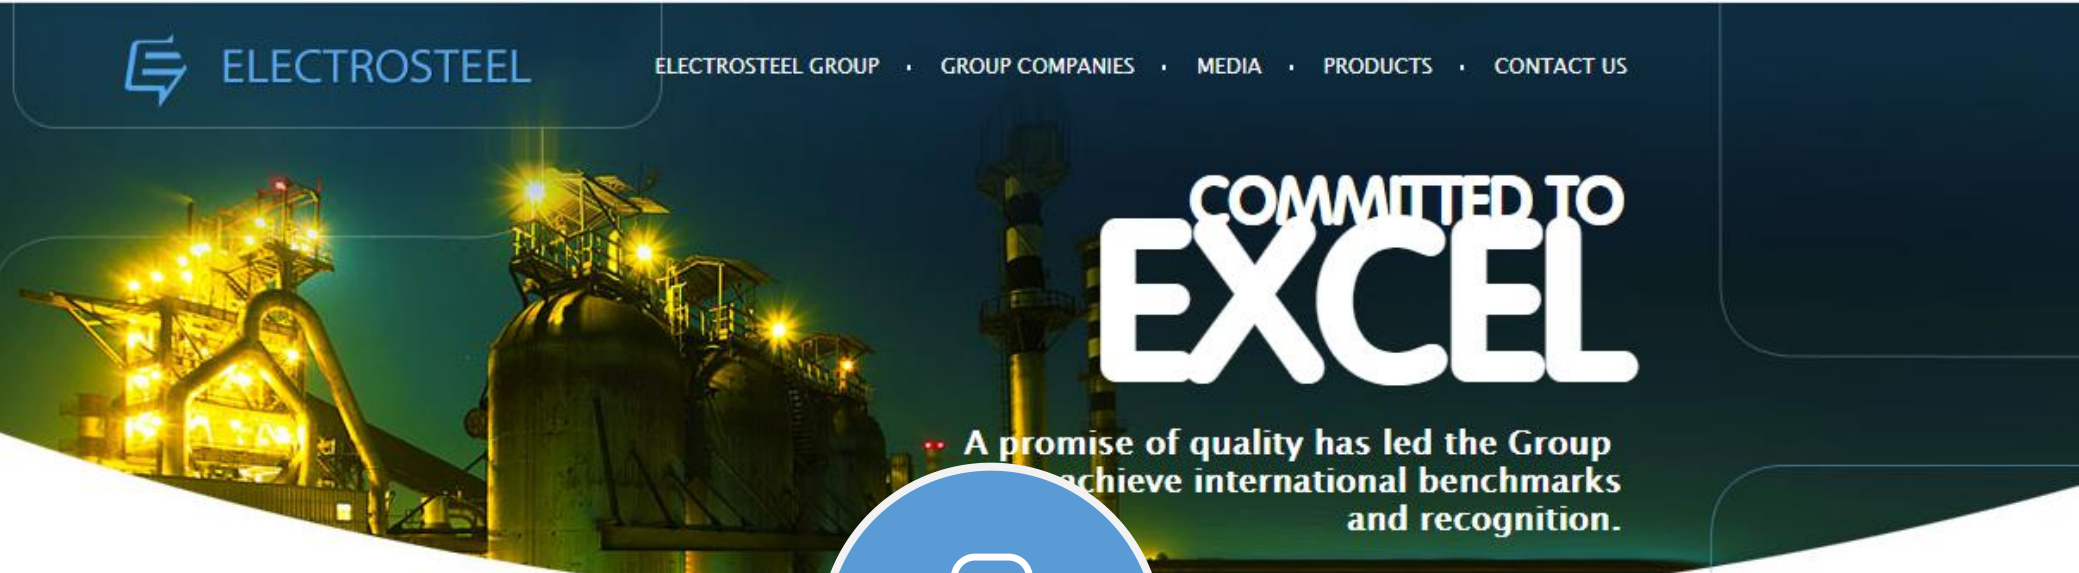 ELECTROSTEEL
ELECTROSTEEL GROUP · GROUP COMPANIES · MEDIA · PRODUCTS · CONTACT US
COMMITTED TO
EXCEL
A promise of quality has led the Group
achieve international benchmarks
and recognition.